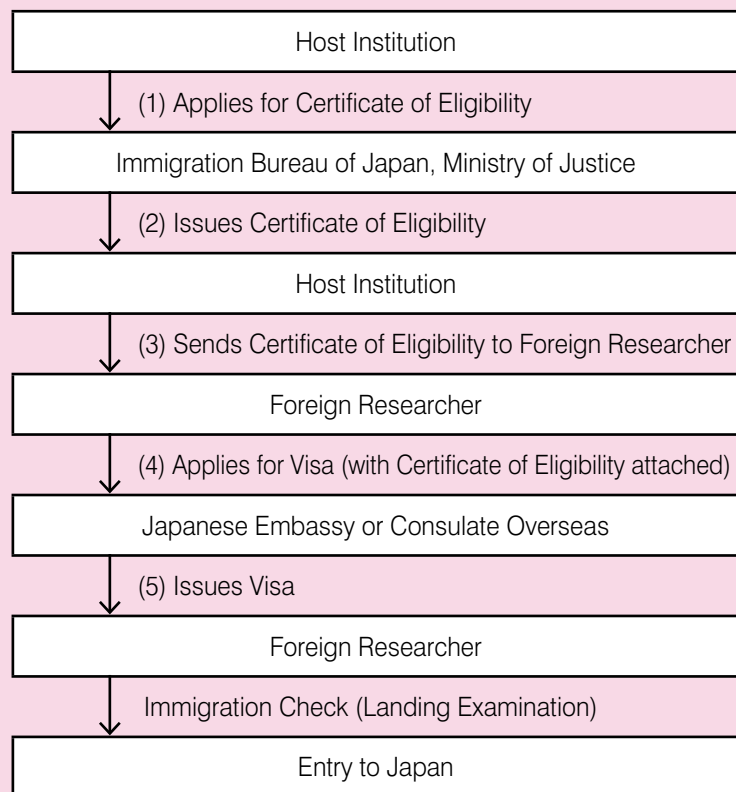 Host Institution
(1) Applies for Certificate of Eligibility
Immigration Bureau of Japan, Ministry of Justice
(2) Issues Certificate of Eligibility
Host Institution
(3) Sends Certificate of Eligibility to Foreign Researcher
Foreign Researcher
(4) Applies for Visa (with Certificate of Eligibility attached)
Japanese Embassy or Consulate Overseas
(5) Issues Visa
Foreign Researcher
Immigration Check (Landing Examination)
Entry to Japan